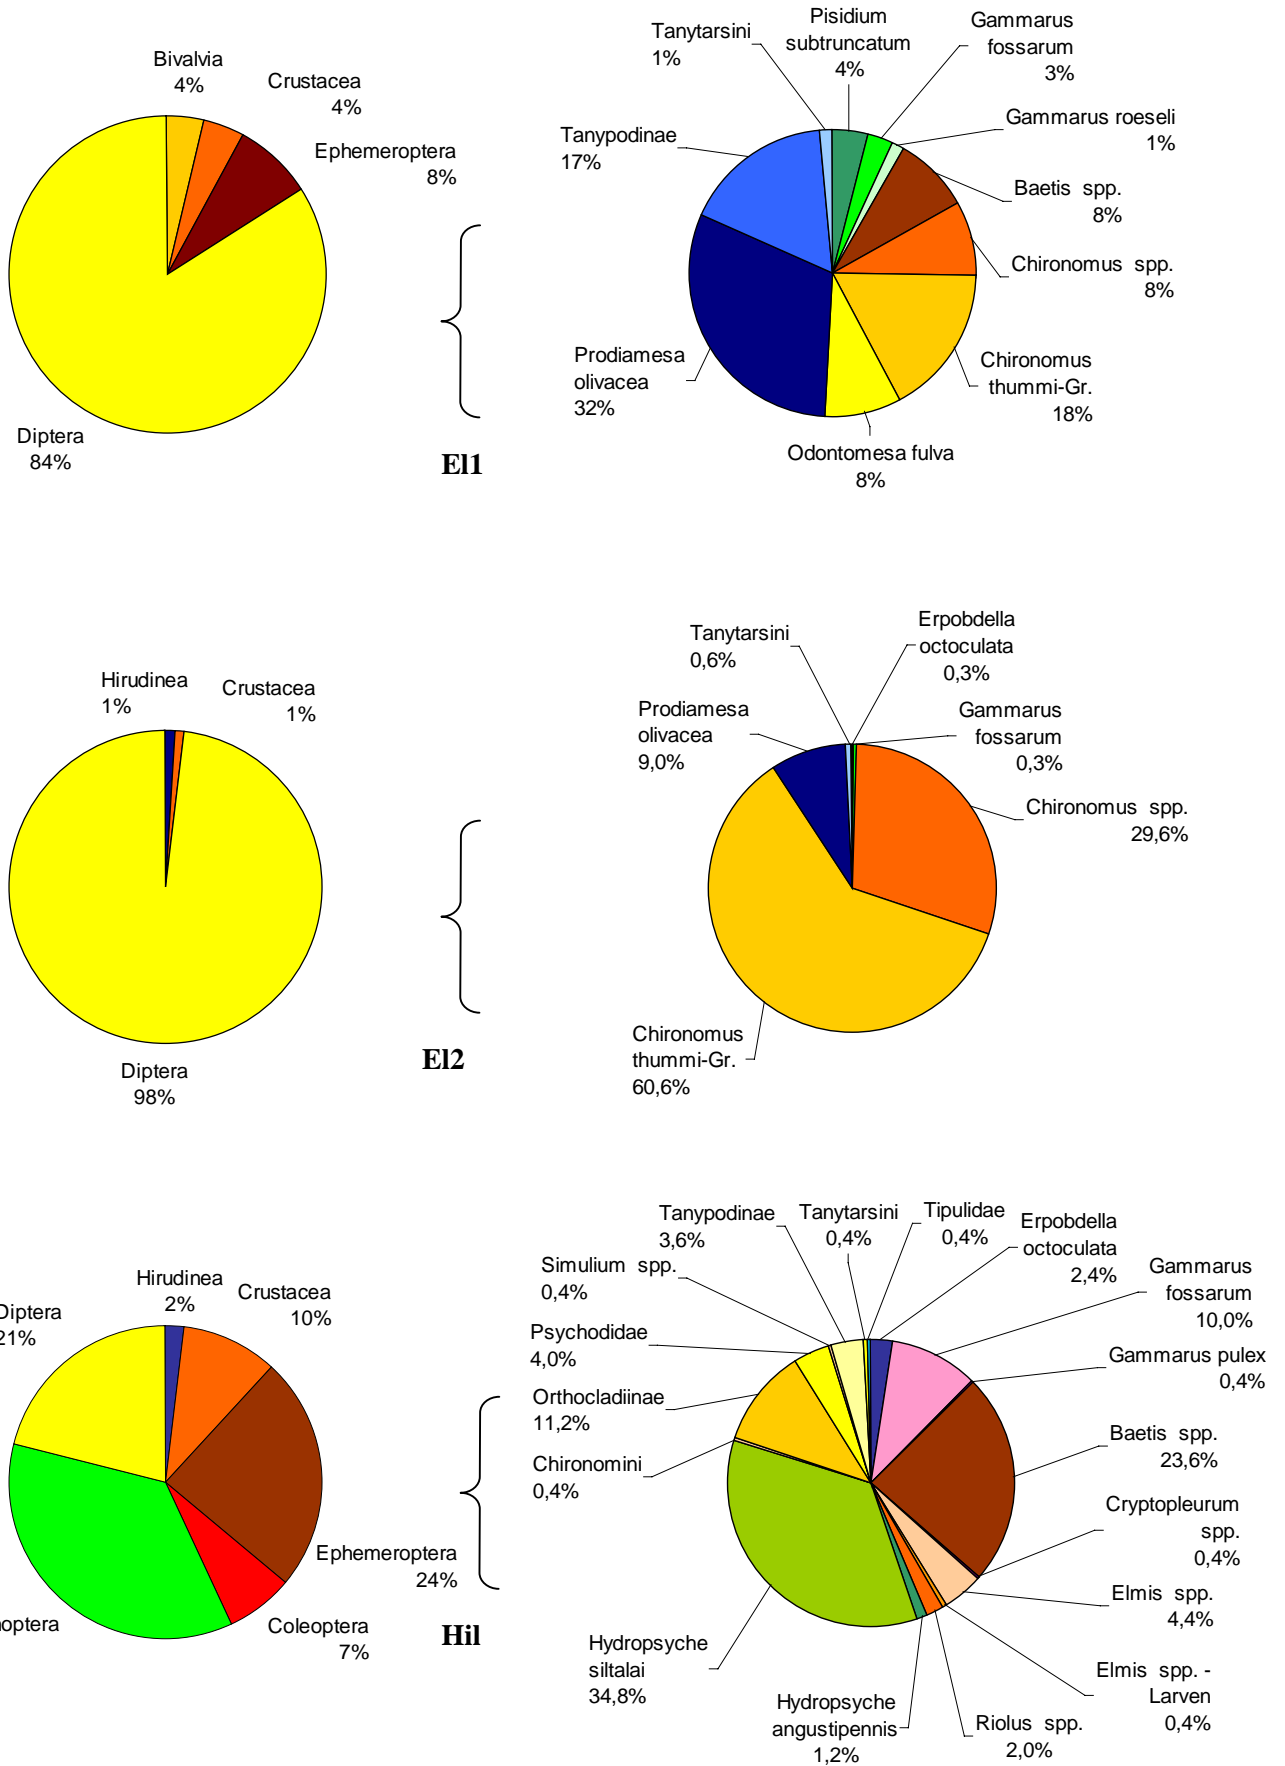 Bivalvia
4%
Crustacea
4%
Ephemeroptera
8%
Diptera
84%
El1
Tanytarsini
1%
Pisidium
subtruncatum
4%
Gammarus
fossarum
3%
Gammarus roeseli
1%
Baetis spp.
8%
Chironomus spp.
8%
Chironomus
thummi-Gr.
18%
Odontomesa fulva
8%
Prodiamesa
olivacea
32%
Tanypodinae
17%
Hirudinea
1%
Crustacea
1%
Diptera
98%
El2
Tanytarsini
0,6%
Erpobdella
octoculata
0,3%
Gammarus
fossarum
0,3%
Chironomus spp.
29,6%
Chironomus
thummi-Gr.
60,6%
Prodiamesa
olivacea
9,0%
Hirudinea
2%
Crustacea
10%
Diptera
21%
Ephemeroptera
24%
Coleoptera
7%
noptera
Hil
Tanypodinae
3,6%
Tanytarsini
0,4%
Tipulidae
0,4%
Erpobdella
octoculata
2,4%
Gammarus
fossarum
10,0%
Gammarus pulex
0,4%
Baetis spp.
23,6%
Cryptopleurum
spp.
0,4%
Elmis spp.
4,4%
Elmis spp. -
Larven
0,4%
Riolus spp.
2,0%
Hydropsyche
angustipennis
1,2%
Hydropsyche
siltalai
34,8%
Chironomini
0,4%
Orthocladiinae
11,2%
Psychodidae
4,0%
Simulium spp.
0,4%